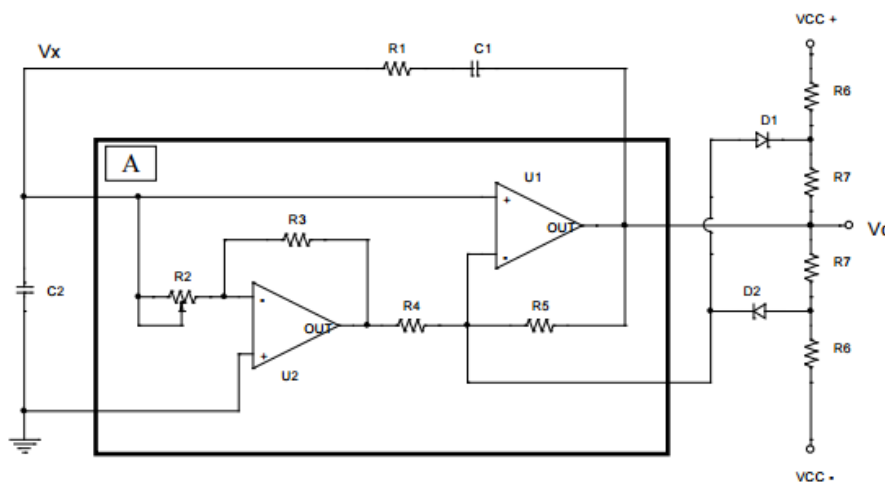 VCC +
Vx
R1
C1
R6
D1
A
U1
R7
+
R3
OUT
-
R2
R7
C2
-
R4
R5
D2
OUT
+
R6
U2
VCC -